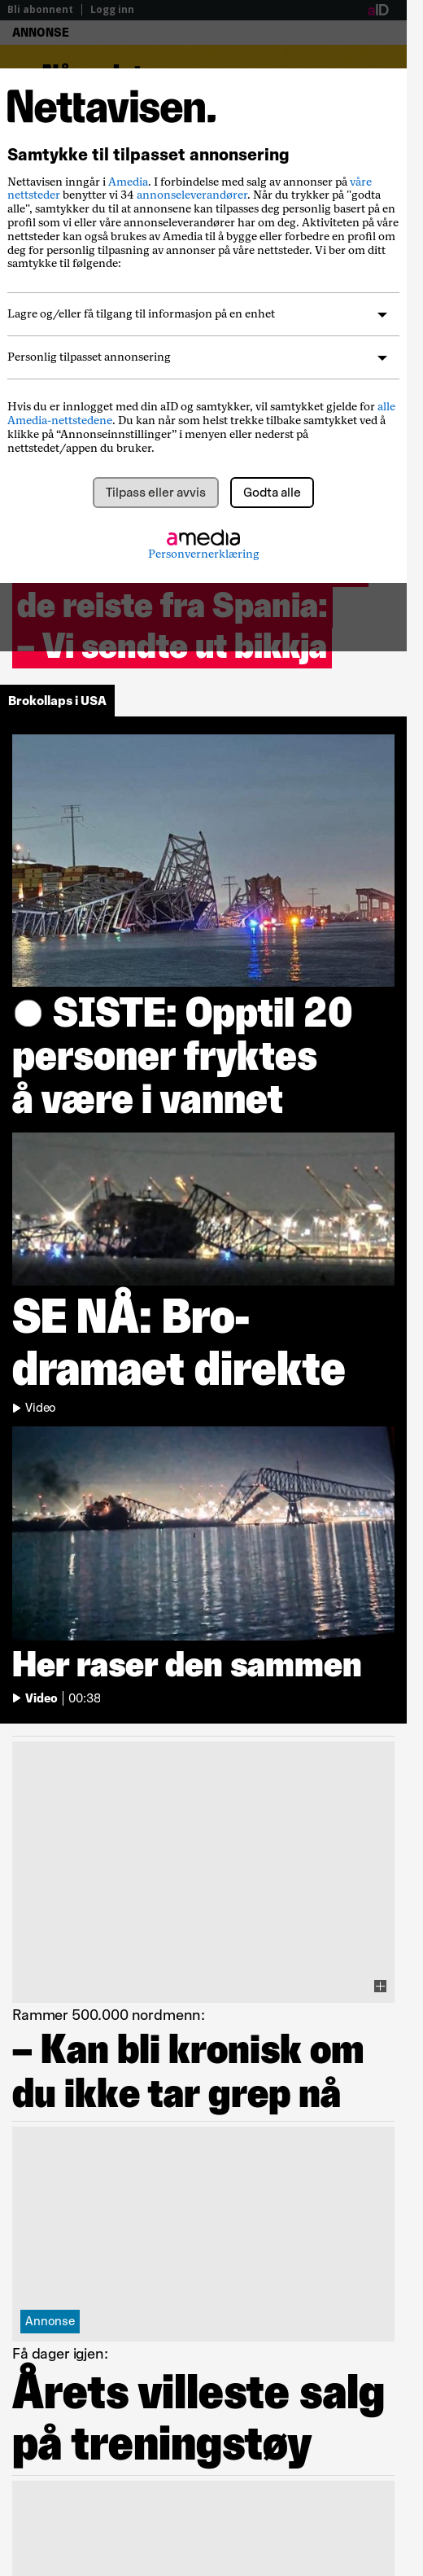 Bli abonnent | Logg inn
aID
ANNONSE
Nettavisen.
Samtykke til tilpasset annonsering
Nettavisen inngår i Amedia. I forbindelse med salg av annonser på våre
nettsteder benytter vi 34 annonseleverandører. Når du trykker på "godta
alle", samtykker du til at annonsene kan tilpasses deg personlig basert på en
profil som vi eller våre annonseleverandører har om deg. Aktiviteten på våre
nettsteder kan også brukes av Amedia til å bygge eller forbedre en profil om
deg for personlig tilpasning av annonser på våre nettsteder. Vi ber om ditt
samtykke til følgende:
Lagre og/eller få tilgang til informasjon på en enhet
Personlig tilpasset annonsering
Hvis du er innlogget med din aID og samtykker, vil samtykket gjelde for alle
Amedia-nettstedene. Du kan når som helst trekke tilbake samtykket ved å
klikke på “Annonseinnstillinger” i menyen eller nederst på
nettstedet/appen du bruker.
Tilpass eller avvis
Godta alle
amedia
Personvernerklæring
de reiste fra Spania:
– Vi sendte ut bikkja
Brokollaps i USA
SISTE: Opptil 20
personer fryktes
å være i vannet
SE NÅ: Bro-
dramaet direkte
Video
Her raser den sammen
Video | 00:38
Rammer 500.000 nordmenn:
– Kan bli kronisk om
du ikke tar grep nå
Annonse
Få dager igjen:
Årets villeste salg
på treningstøy